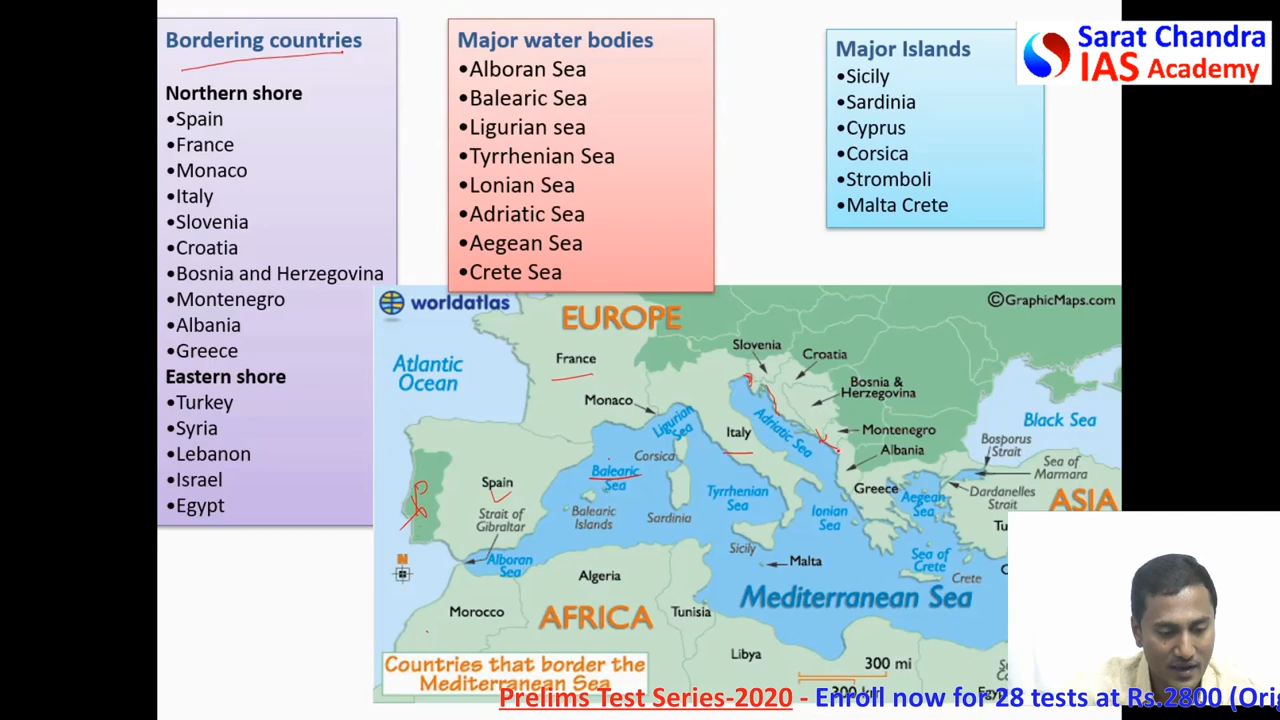 Bordering countries
Northern shore
•Spain
•France
•Monaco
•Italy
•Slovenia
•Croatia
•Bosnia and Herzegovina
•Montenegro
•Albania
•Greece
Eastern shore
•Turkey
•Syria
•Lebanon
•Israel
•Egypt
Major water bodies
•Alboran Sea
•Balearic Sea
•Ligurian sea
•Tyrrhenian Sea
•Lonian Sea
•Adriatic Sea
•Aegean Sea
•Crete Sea
Major Islands
•Sicily
•Sardinia
•Cyprus
•Corsica
•Stromboli
•Malta Crete
Sarat Chandra
IAS Academy
worldatlas
©GraphicMaps.com
EUROPE
Atlantic
Ocean
France
Monaco
Slovenia
Croatia
Bosnia &
Herzegovina
Montenegro
Albania
Black Sea
Bosporus
Strait
Sea of
Marmara
Dardanelles
Strait
ASIA
Ligurian
Sea
Corsica
Italy
Adriatic Sea
Balearic
Sea
Spain
Strait of
Gibraltar
Balearic
Islands
Sardinia
Tyrrhenian
Sea
Ionian
Sea
Greece
Aegean
Sea
Tu
N
Alboran
Sea
Sicily
Malta
Sea of
Crete
Crete
C
Algeria
Morocco
AFRICA
Tunisia
Mediterranean Sea
Libya
300 mi
300 km
Countries that border the
Mediterranean Sea
Egyp
Prelims Test Series-2020 - Enroll now for 28 tests at Rs.2800 (Orig